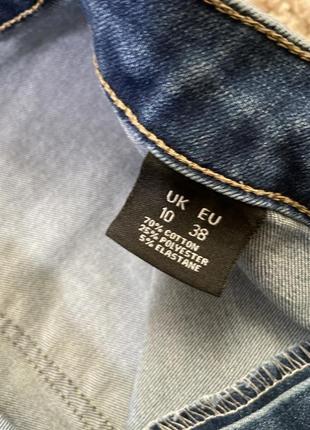 UK EU
10 38
70% COTTON
25% POLYESTER
5% ELASTANE